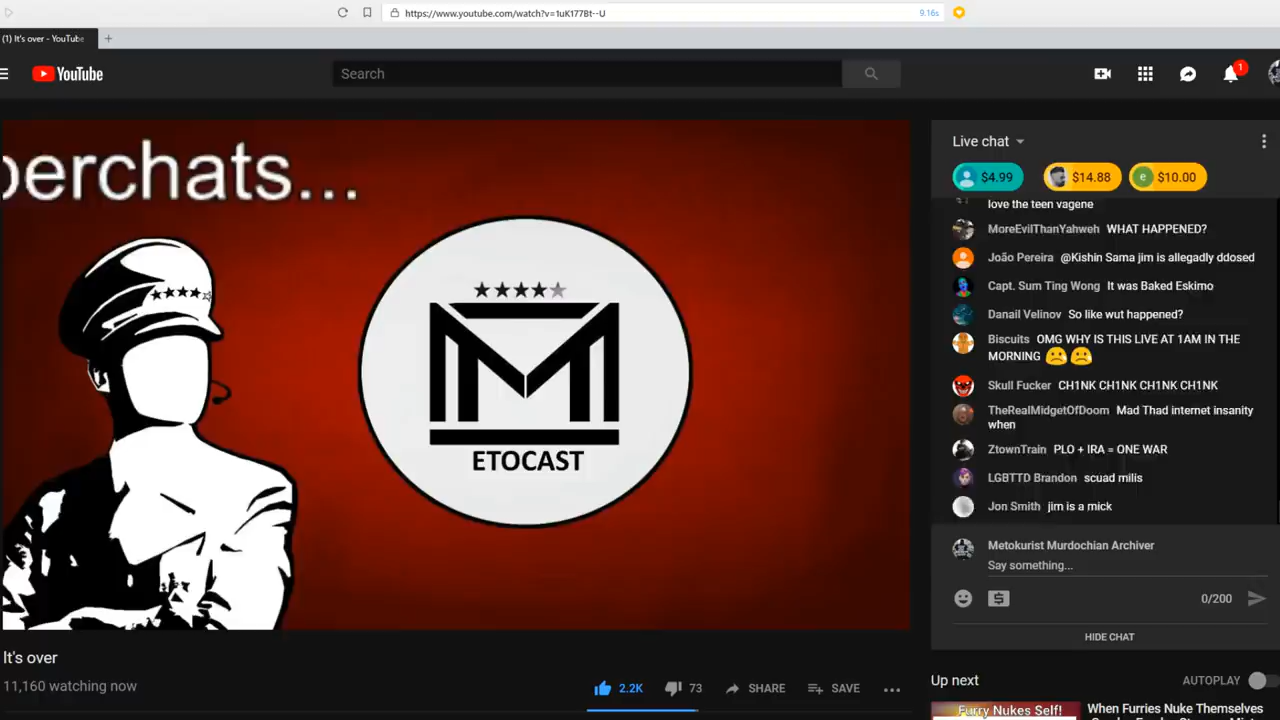 https://www.youtube.com/watch?v=1uK177Bt--U
9.16s
(1) It's over - YouTube
YouTube
Search
1
perchats...
ETOCAST
Live chat
$4.99
$14.88
e
$10.00
love the teen vagene
MoreEvilThanYahweh WHAT HAPPENED?
João Pereira @Kishin Sama jim is allegadly ddosed
Capt. Sum Ting Wong It was Baked Eskimo
Danail Velinov So like wut happened?
Biscuits OMG WHY IS THIS LIVE AT 1AM IN THE
MORNING
Skull Fucker CH1NK CH1NK CH1NK CH1NK
TheRealMidgetOfDoom Mad Thad internet insanity
when
ZtownTrain PLO + IRA = ONE WAR
LGBTTD Brandon scuad mills
Jon Smith jim is a mick
Metokurist Murdochian Archiver
Say something...
0/200
HIDE CHAT
It's over
11,160 watching now
2.2K
73
SHARE
SAVE
Up next
AUTOPLAY
Furry Nukes Self!
When Furries Nuke Themselves